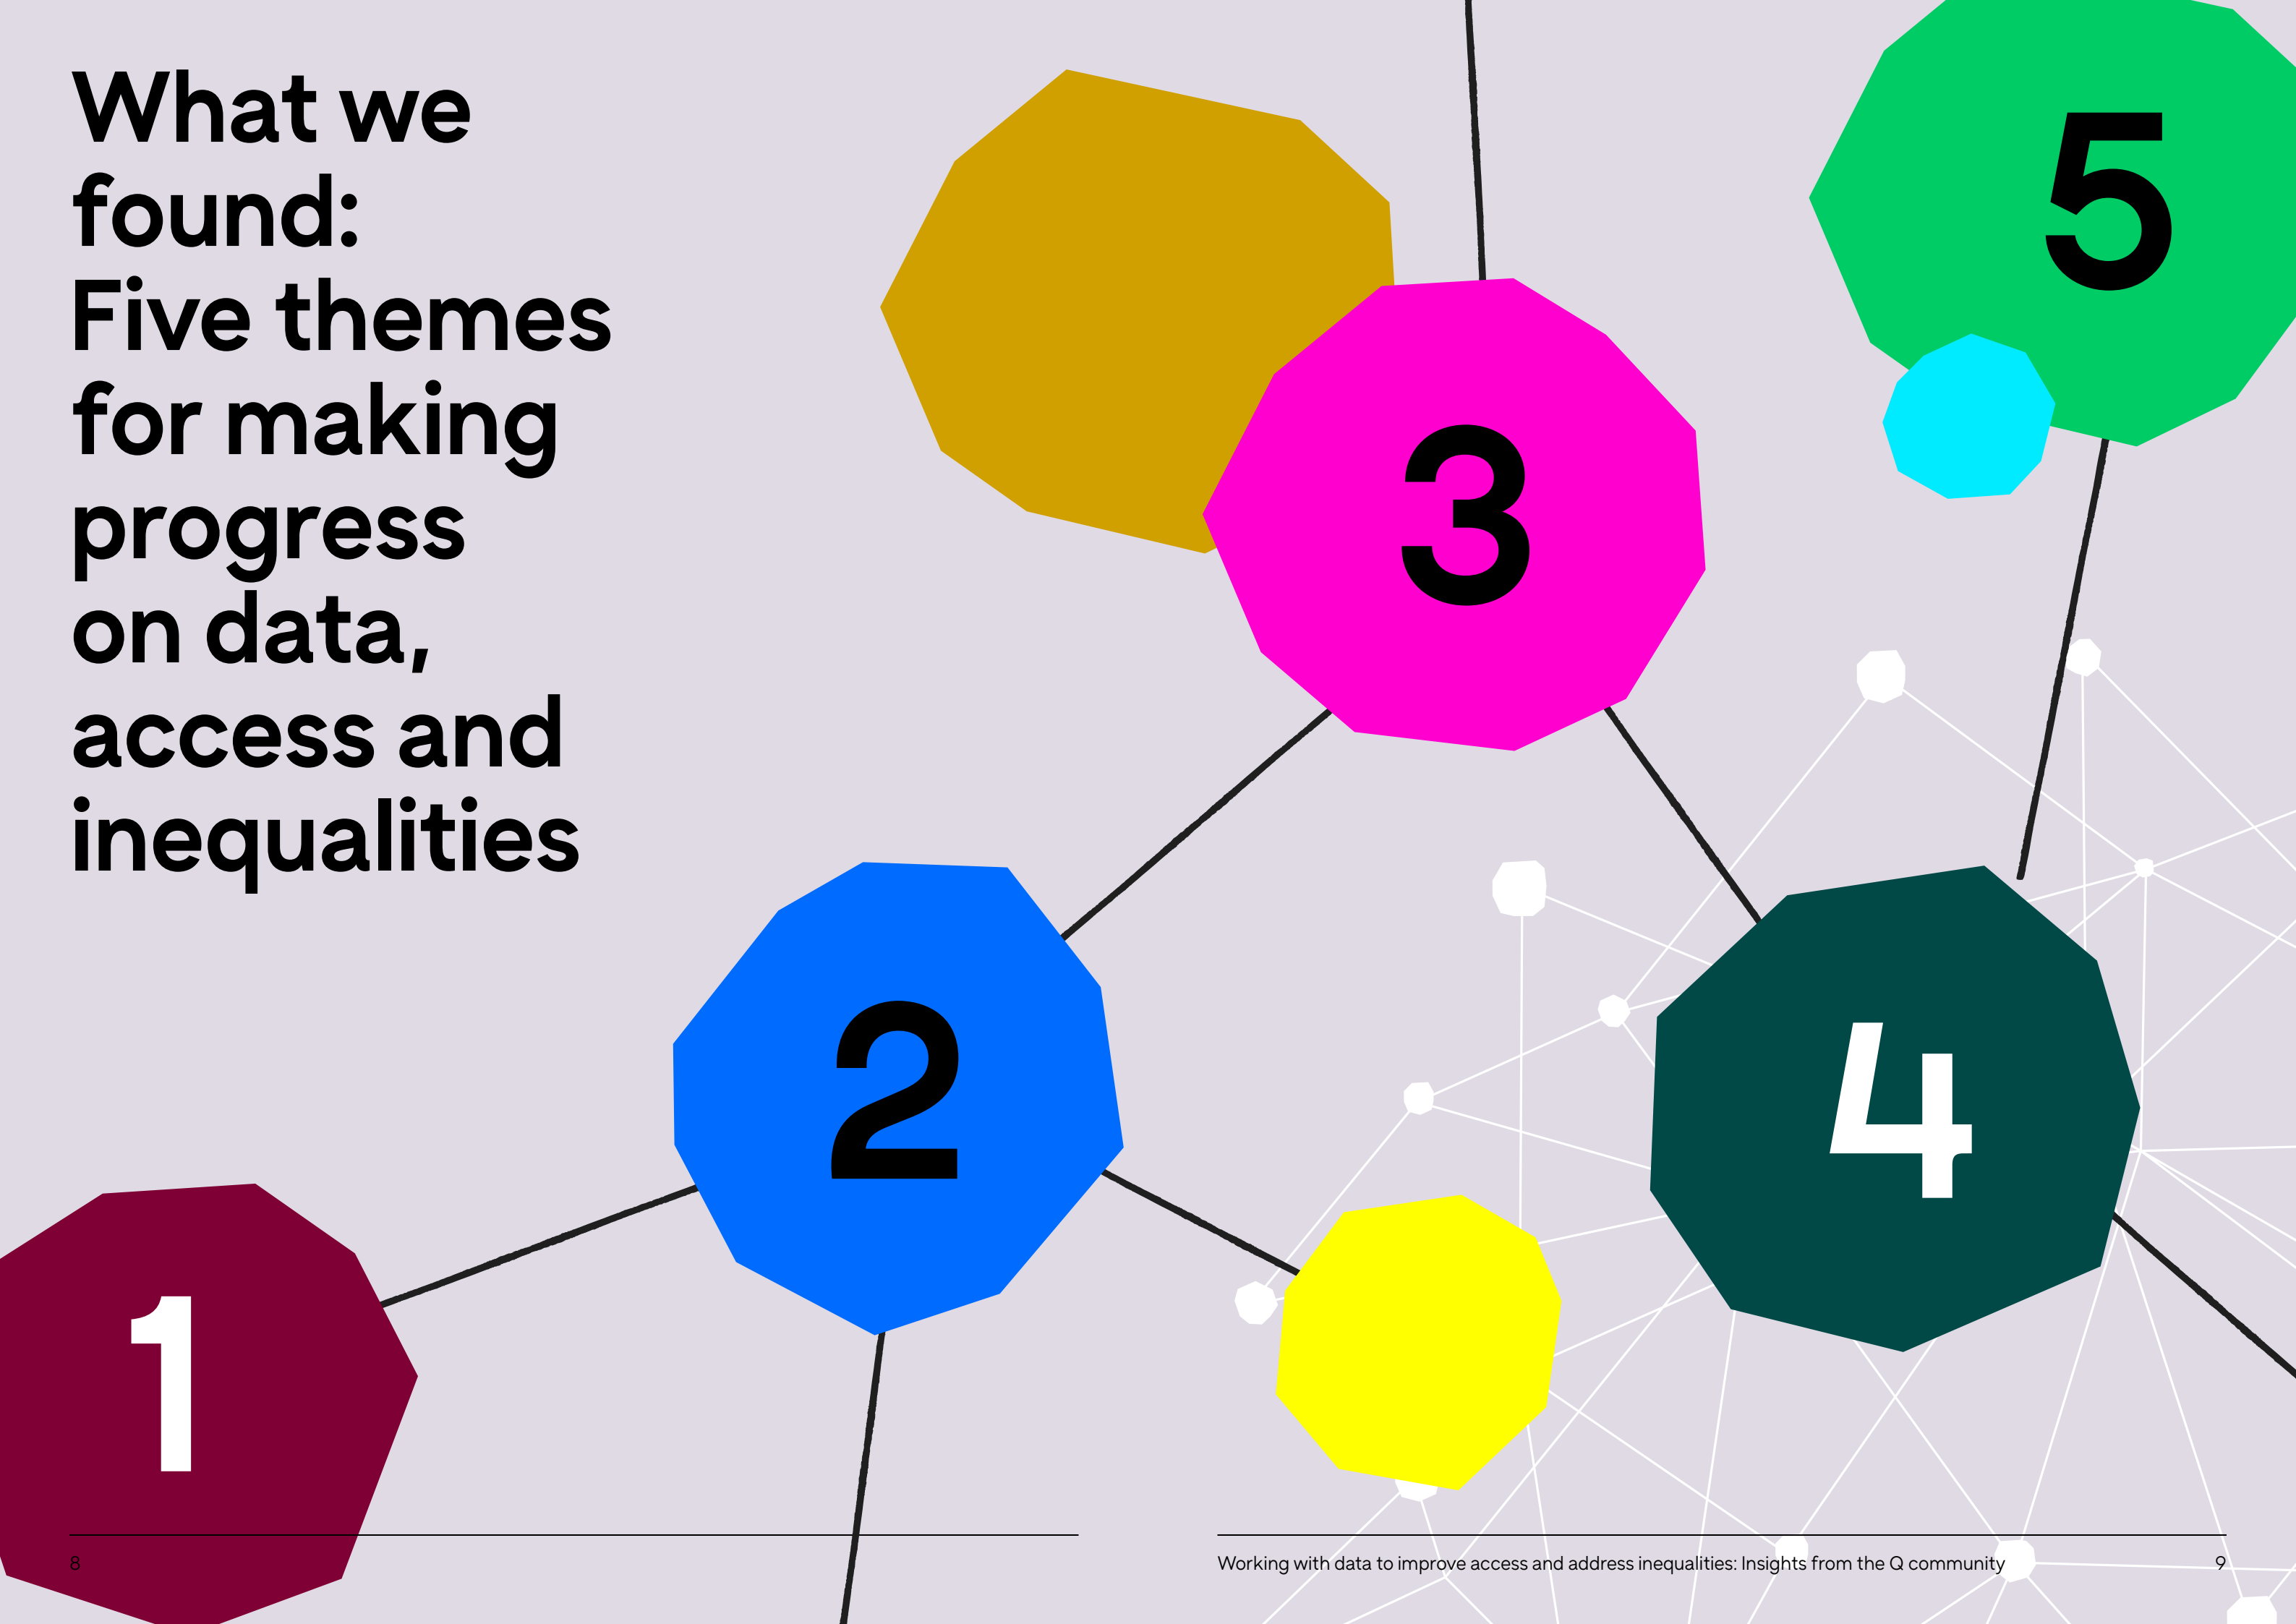 What we
found:
Five themes
for making
progress
on data,
access and
inequalities
5
3
2
4
1
8
Working with data to improve access and address inequalities: Insights from the Q community
9